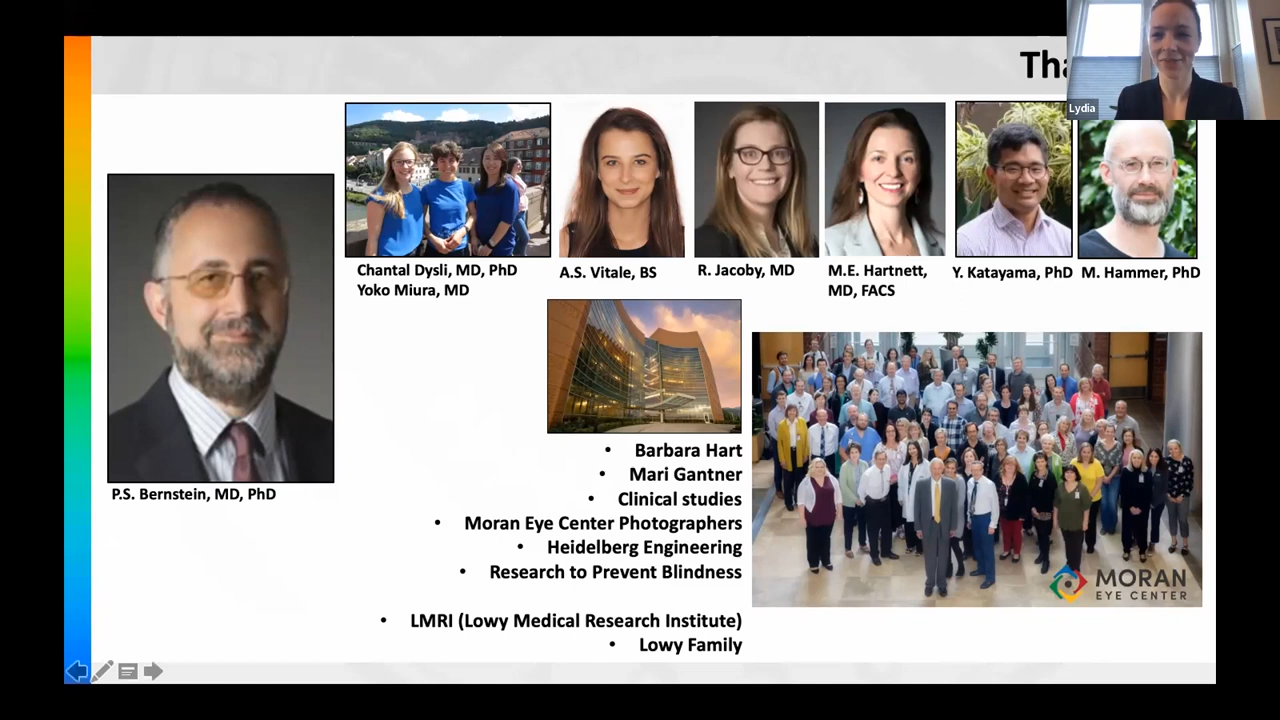 Tha
Lydia
Chantal Dysli, MD, PhD
Yoko Miura, MD
A.S. Vitale, BS
R. Jacoby, MD
M.E. Hartnett,
MD, FACS
Y. Katayama, PhD
M. Hammer, PhD
P.S. Bernstein, MD, PhD
• Barbara Hart
• Mari Gantner
• Clinical studies
• Moran Eye Center Photographers
• Heidelberg Engineering
• Research to Prevent Blindness
• LMRI (Lowy Medical Research Institute)
• Lowy Family
MORAN
EYE CENTER